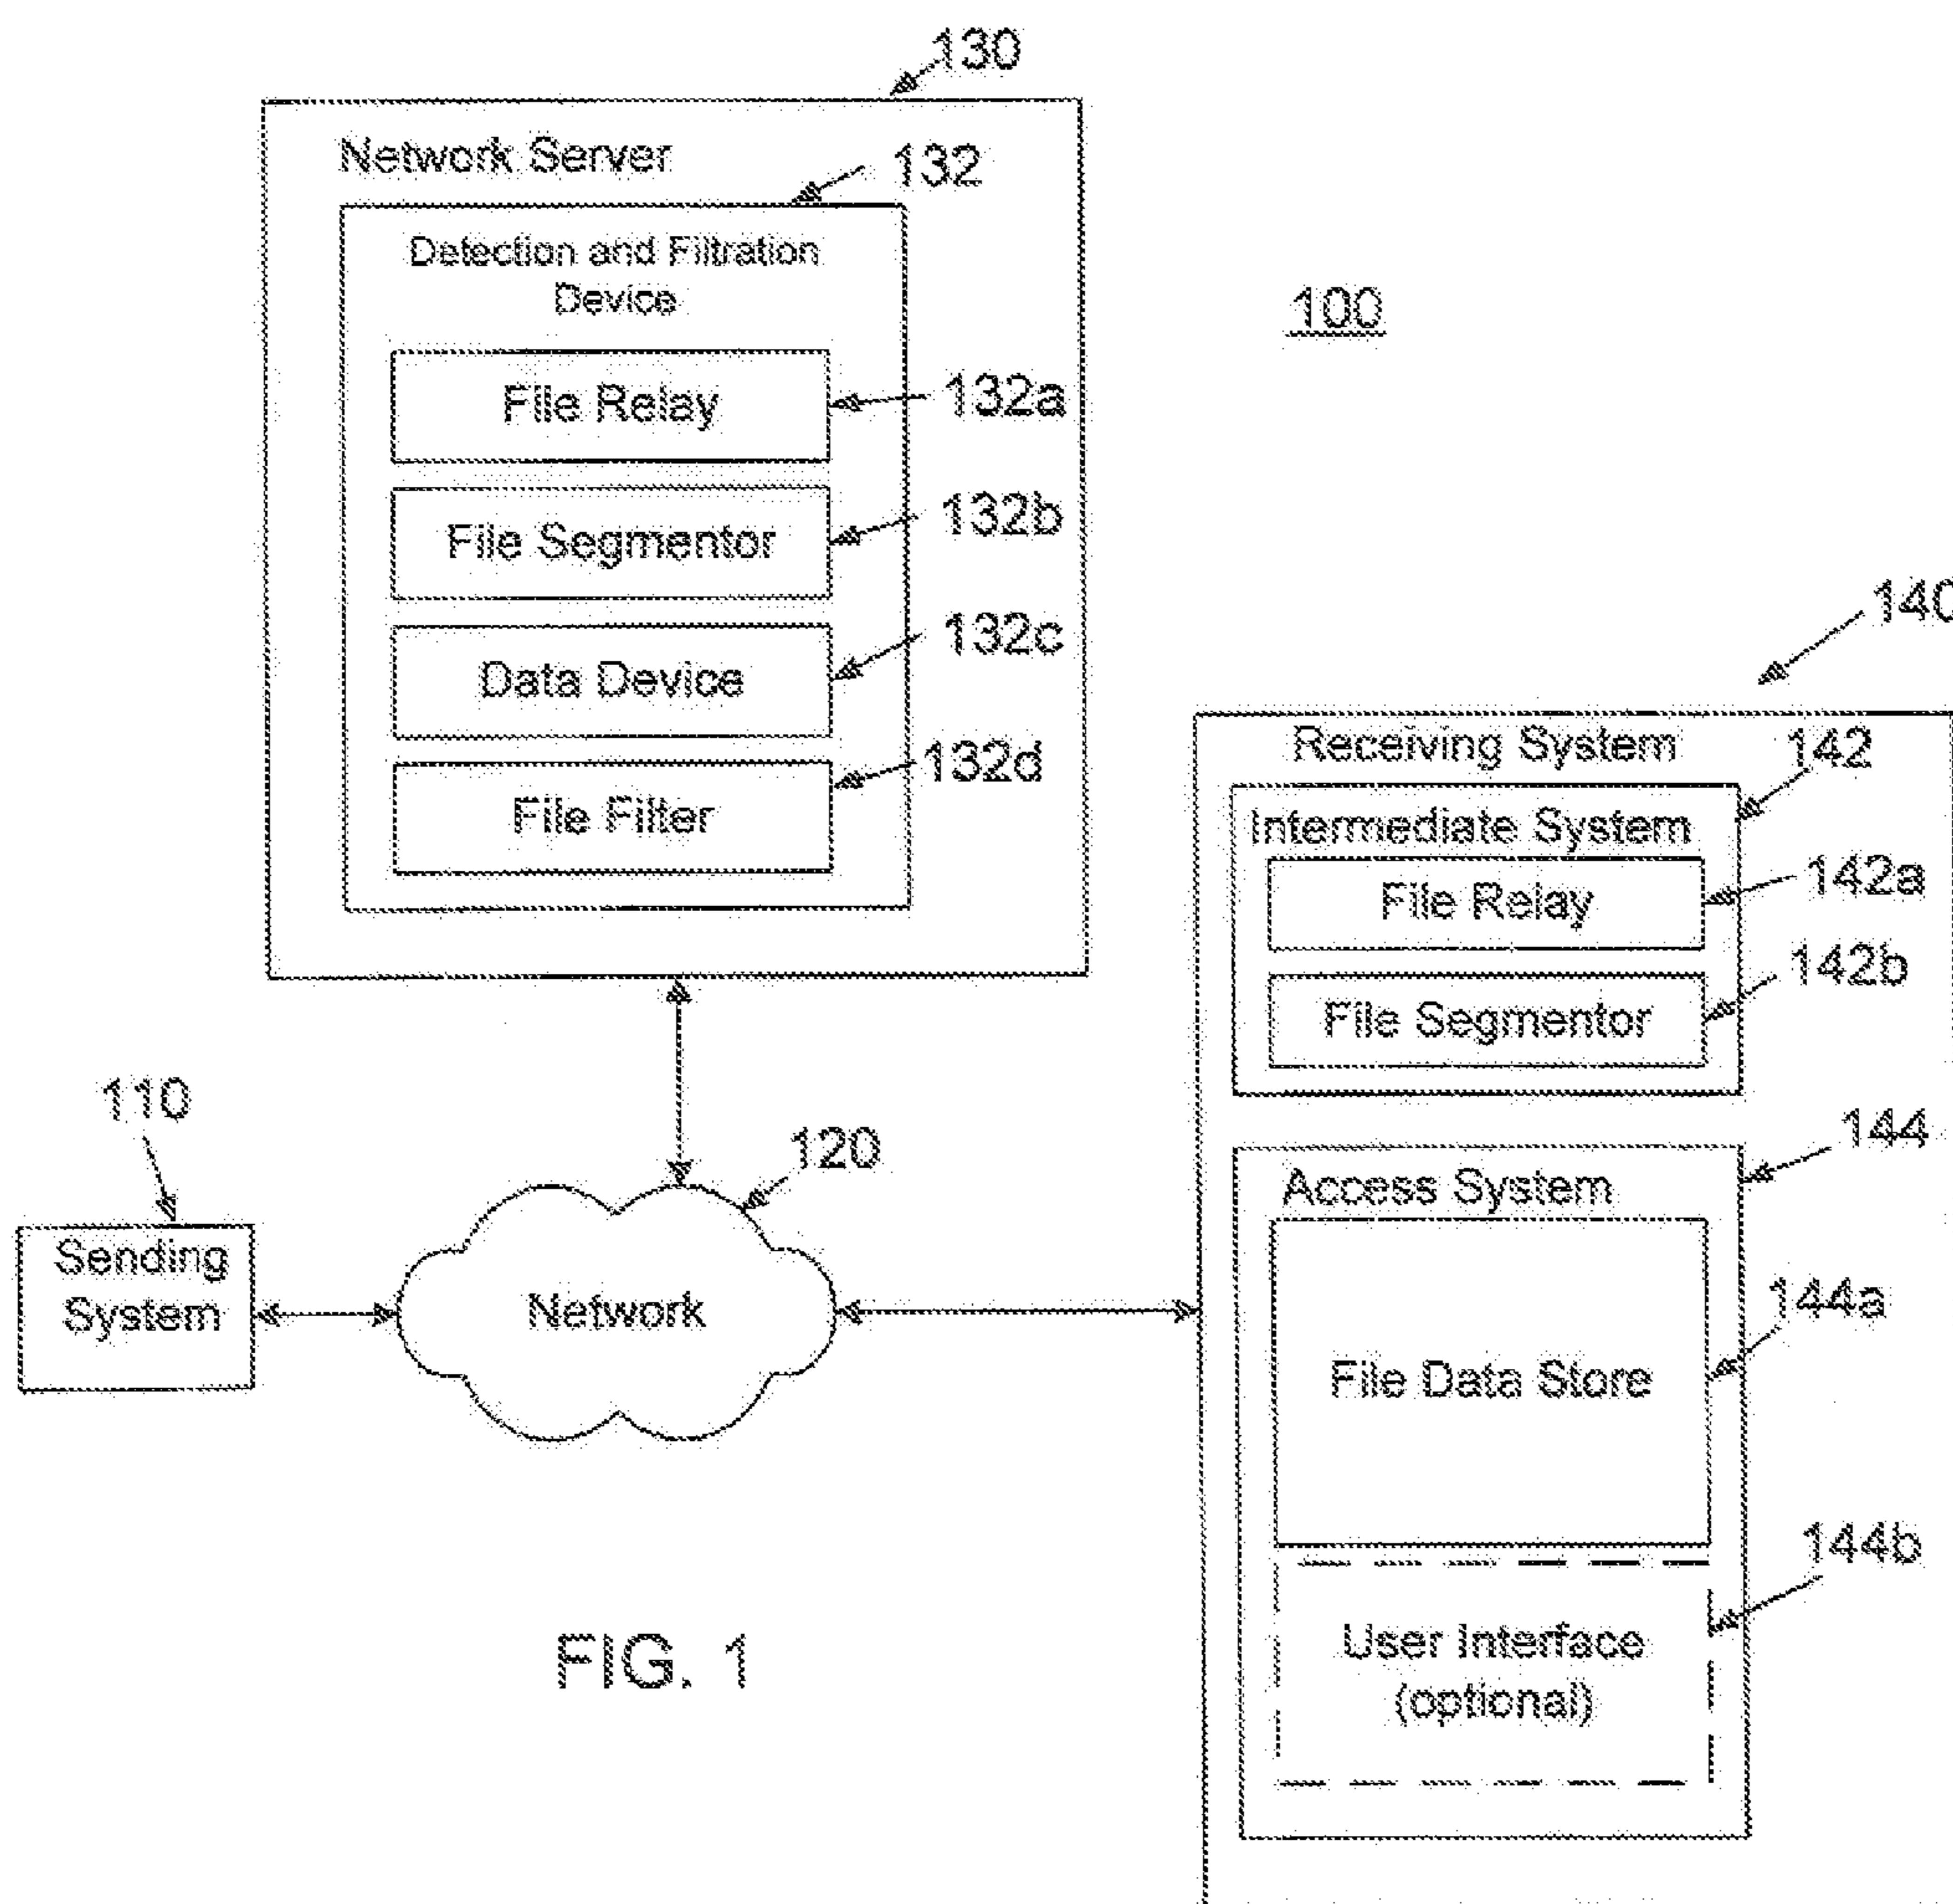 130
Network Server
132
Detection and Filtration
Device
100
File Relay
132a
File Segmentor
132b
Data Device
132c
File Filter
132d
140
Receiving System
142
Intermediate System
File Relay
142a
File Segmentor
142b
110
Sending
System
120
Network
144
Access System
File Data Store
144a
User Interface
(optional)
144b
FIG. 1